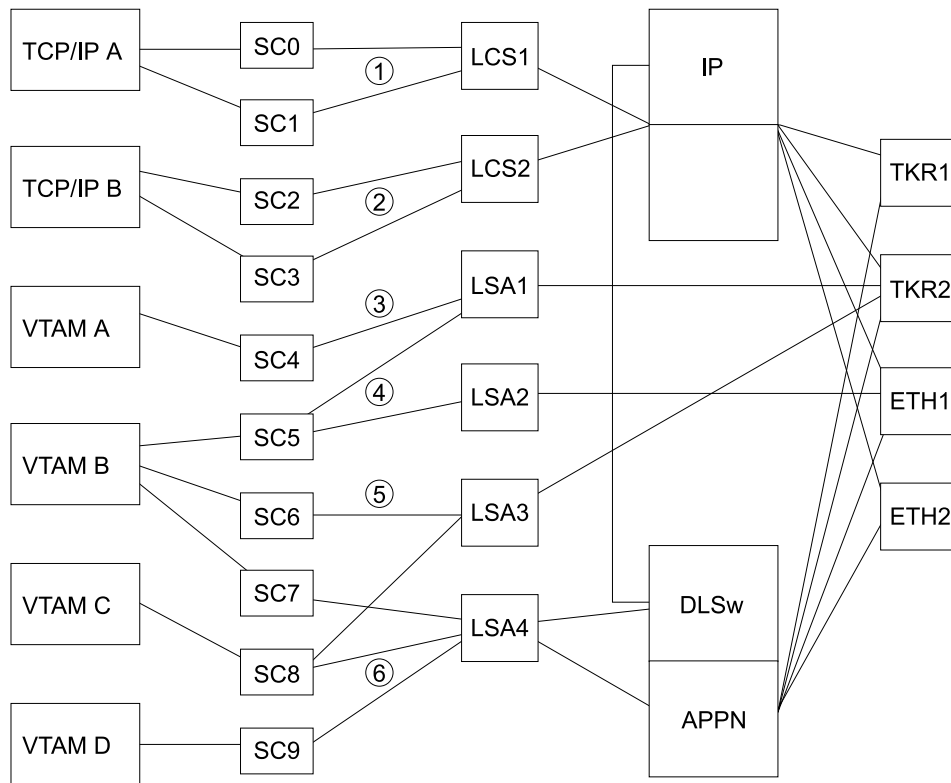 TCP/IP A
SC0
①
LCS1
IP
SC1
TCP/IP B
SC2
②
LCS2
TKR1
SC3
LSA1
TKR2
VTAM A
③
SC4
④
LSA2
ETH1
VTAM B
SC5
⑤
SC6
LSA3
ETH2
VTAM C
SC7
LSA4
DLSw
SC8
⑥
APPN
VTAM D
SC9